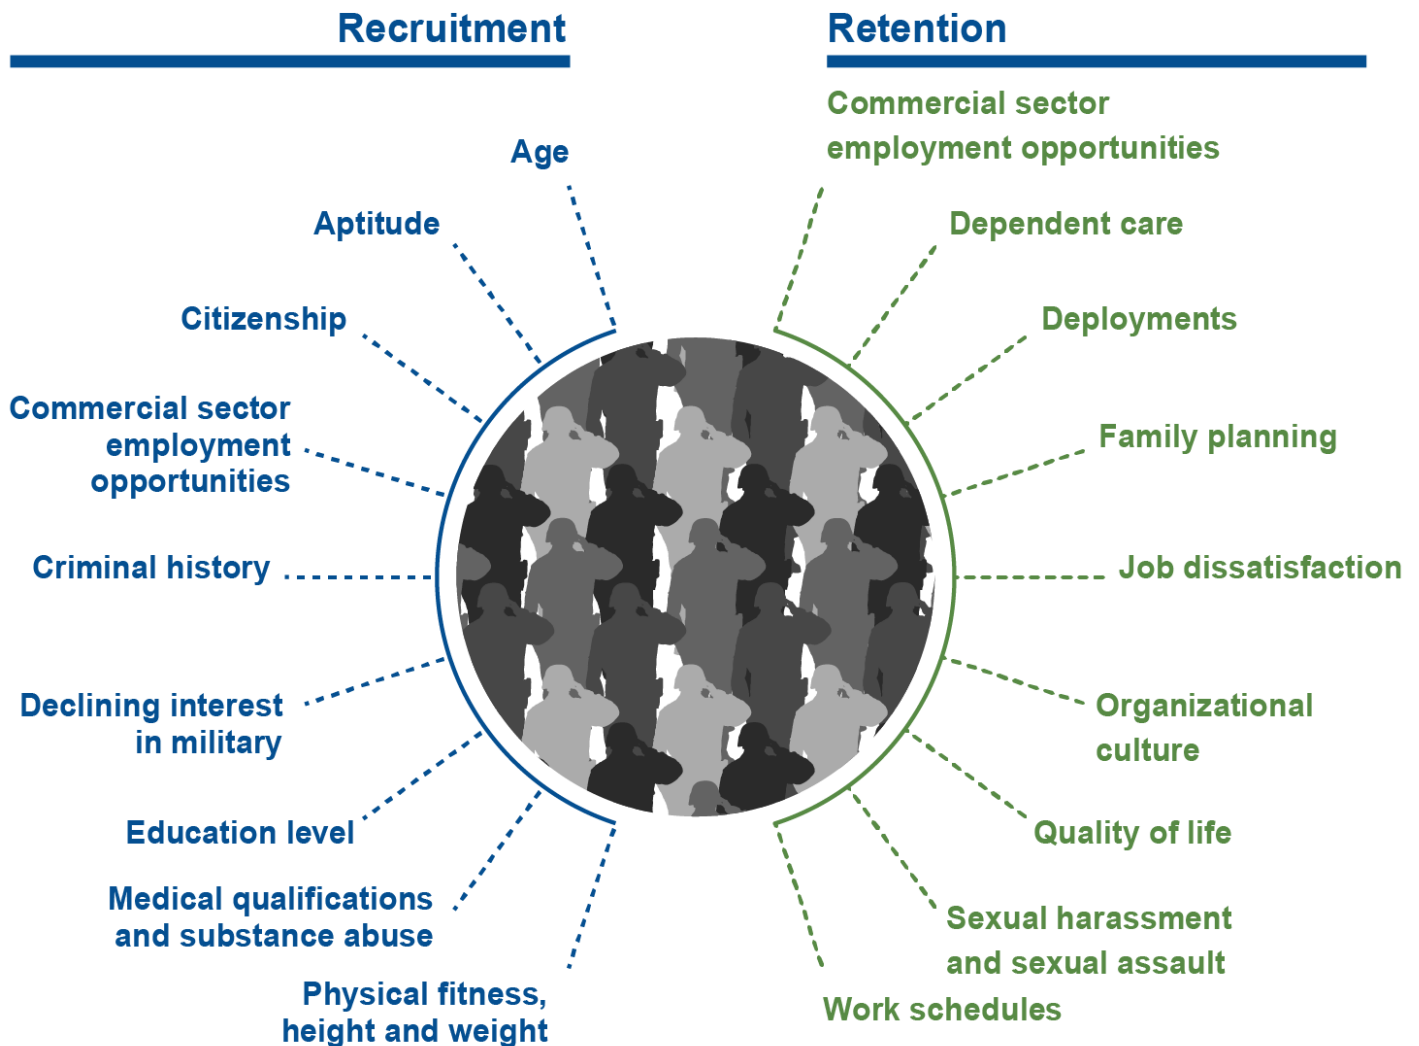 Recruitment
Age
Aptitude
Citizenship
Commercial sector
employment
opportunities
Criminal history
Declining interest
in military
Education level
Medical qualifications
and substance abuse
Physical fitness,
height and weight
Retention
Commercial sector
employment opportunities
Dependent care
Deployments
Family planning
Job dissatisfaction
Organizational
culture
Quality of life
Sexual harassment
and sexual assault
Work schedules